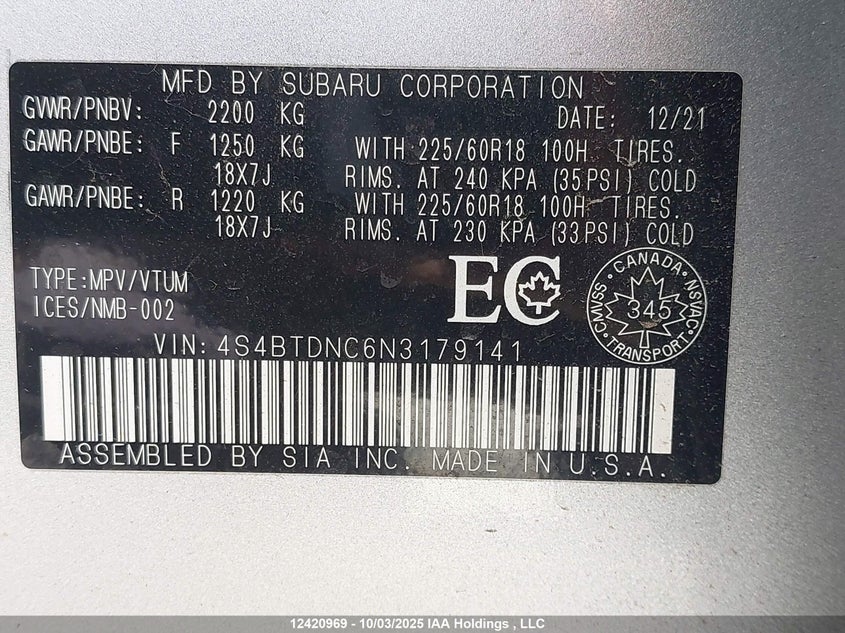 MFD BY SUBARU CORPORATION
GVWR/PNBV: 2200 KG DATE: 12/21
GAWR/PNBE: F 1250 KG WITH 225/60R18 100H TIRES.
18X7J RIMS. AT 240 KPA (35PSI) COLD
GAWR/PNBE: R 1220 KG WITH 225/60R18 100H TIRES.
18X7J RIMS. AT 230 KPA (33PSI) COLD
TYPE:MPV/VTUM
ICES/NMB-002
EC
CMVSS · CANADA · NSVAC
345
· TRANSPORT ·
VIN: 4S4BTDNC6N3179141
ASSEMBLED BY SIA INC. MADE IN U.S.A.
12420969 - 10/03/2025 IAA Holdings , LLC